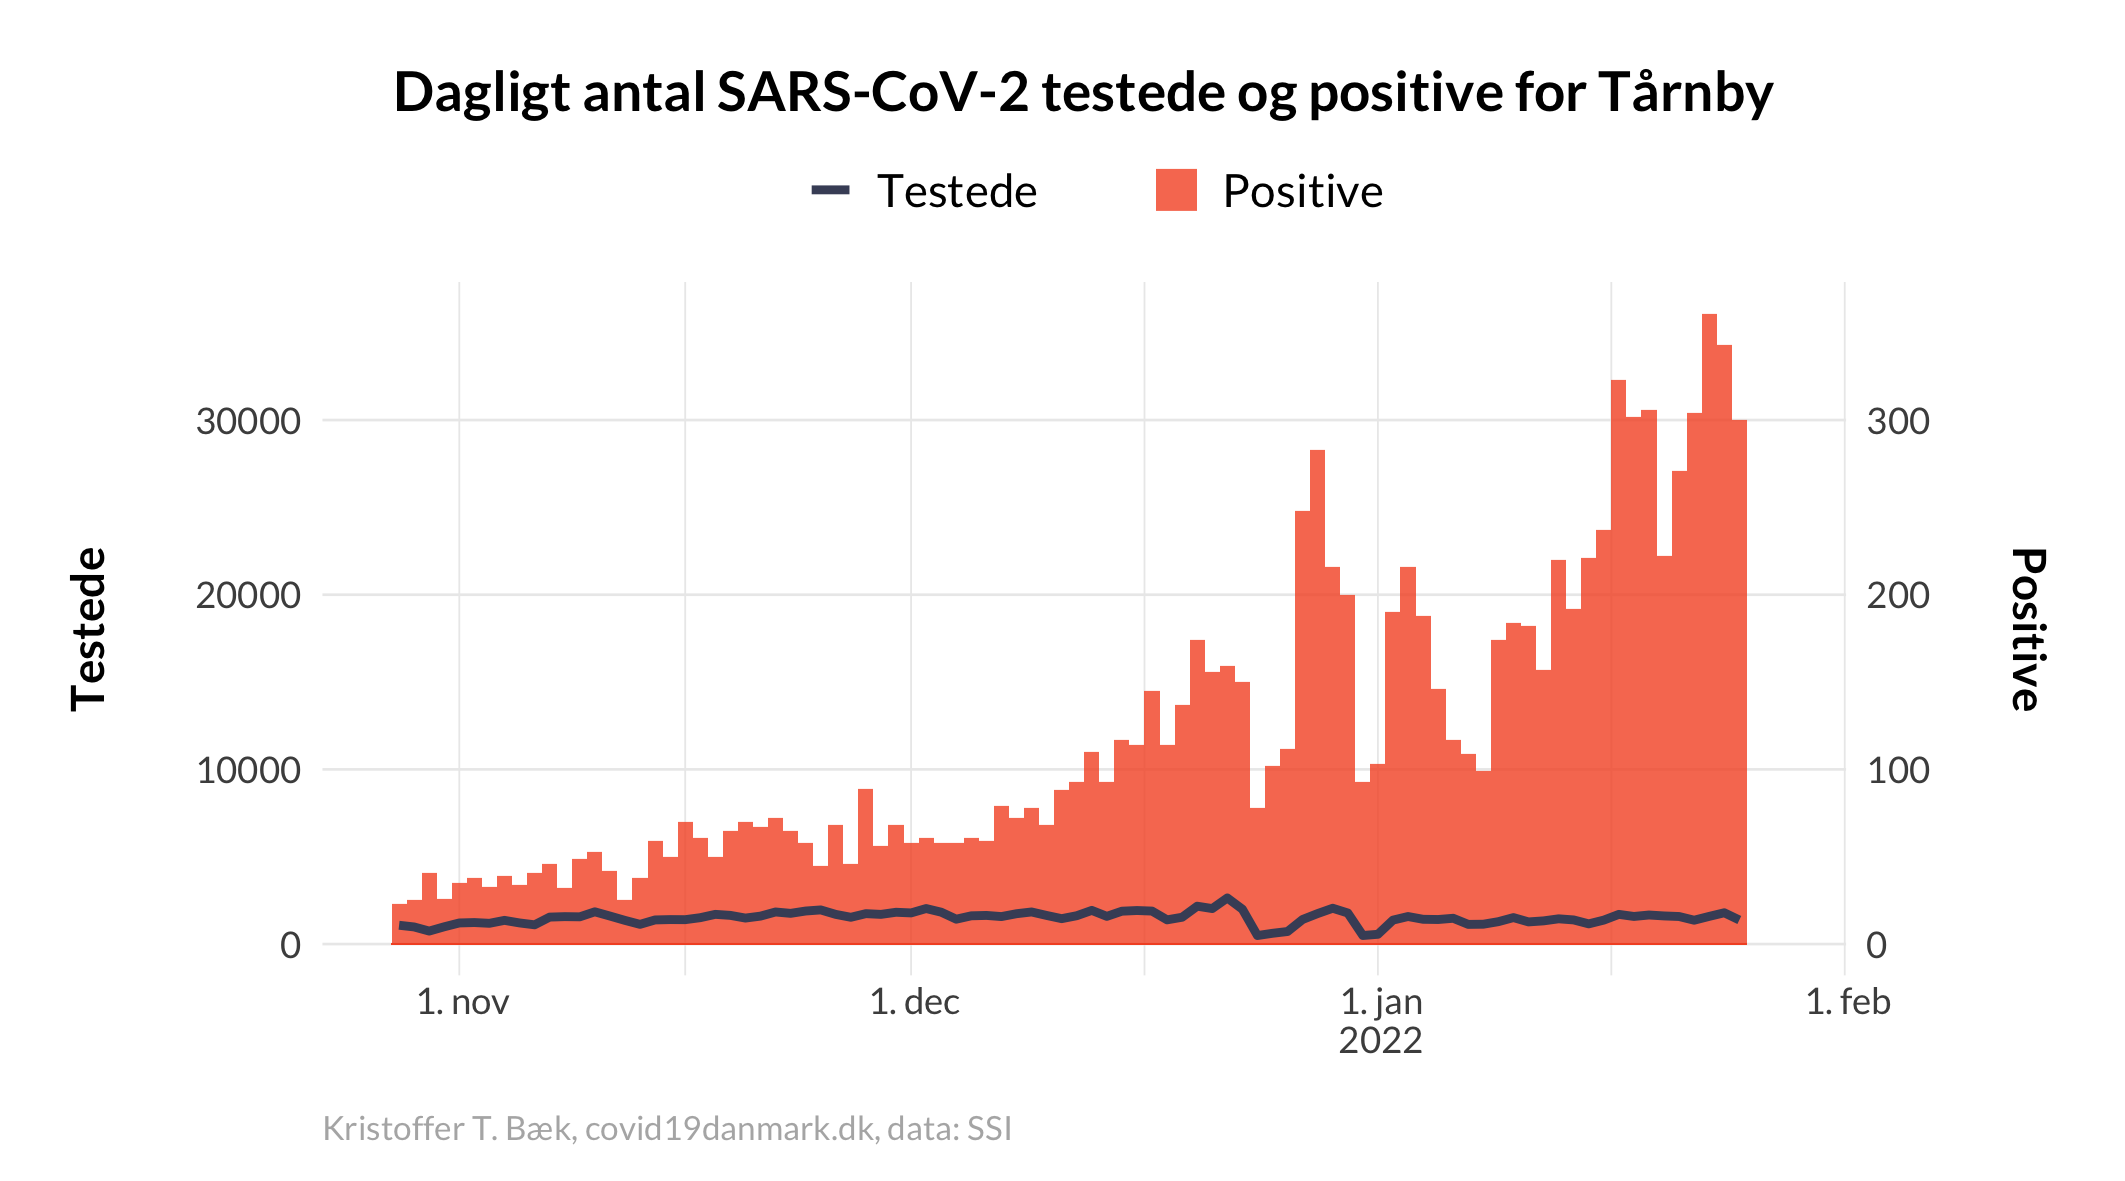 Dagligt antal SARS-CoV-2 testede og positive for Tårnby
Testede
Positive
Testede
30000
20000
10000
0
300
200
100
0
Positive
1. nov
1. dec
1. jan
2022
1. feb
Kristoffer T. Bæk, covid19danmark.dk, data: SSI